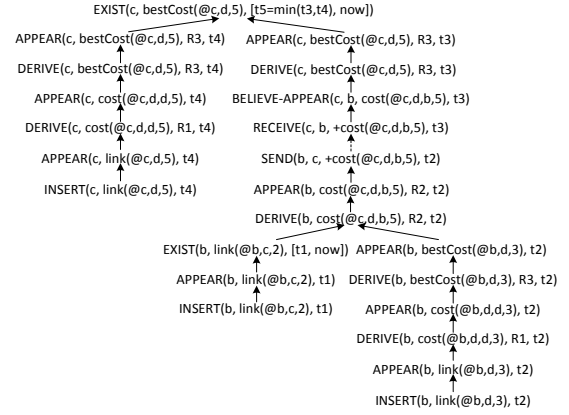 EXIST(c, bestCost(@c,d,5), [t5=min(t3,t4), now])
APPEAR(c, bestCost(@c,d,5), R3, t4)
APPEAR(c, bestCost(@c,d,5), R3, t3)
DERIVE(c, bestCost(@c,d,5), R3, t4)
DERIVE(c, bestCost(@c,d,5), R3, t3)
APPEAR(c, cost(@c,d,d,5), t4)
BELIEVE-APPEAR(c, b, cost(@c,d,b,5), t3)
DERIVE(c, cost(@c,d,d,5), R1, t4)
RECEIVE(c, b, +cost(@c,d,b,5), t3)
APPEAR(c, link(@c,d,5), t4)
SEND(b, c, +cost(@c,d,b,5), t2)
INSERT(c, link(@c,d,5), t4)
APPEAR(b, cost(@c,d,b,5), R2, t2)
DERIVE(b, cost(@c,d,b,5), R2, t2)
EXIST(b, link(@b,c,2), [t1, now])
APPEAR(b, bestCost(@b,d,3), t2)
APPEAR(b, link(@b,c,2), t1)
DERIVE(b, bestCost(@b,d,3), R3, t2)
INSERT(b, link(@b,c,2), t1)
APPEAR(b, cost(@b,d,d,3), t2)
DERIVE(b, cost(@b,d,d,3), R1, t2)
APPEAR(b, link(@b,d,3), t2)
INSERT(b, link(@b,d,3), t2)